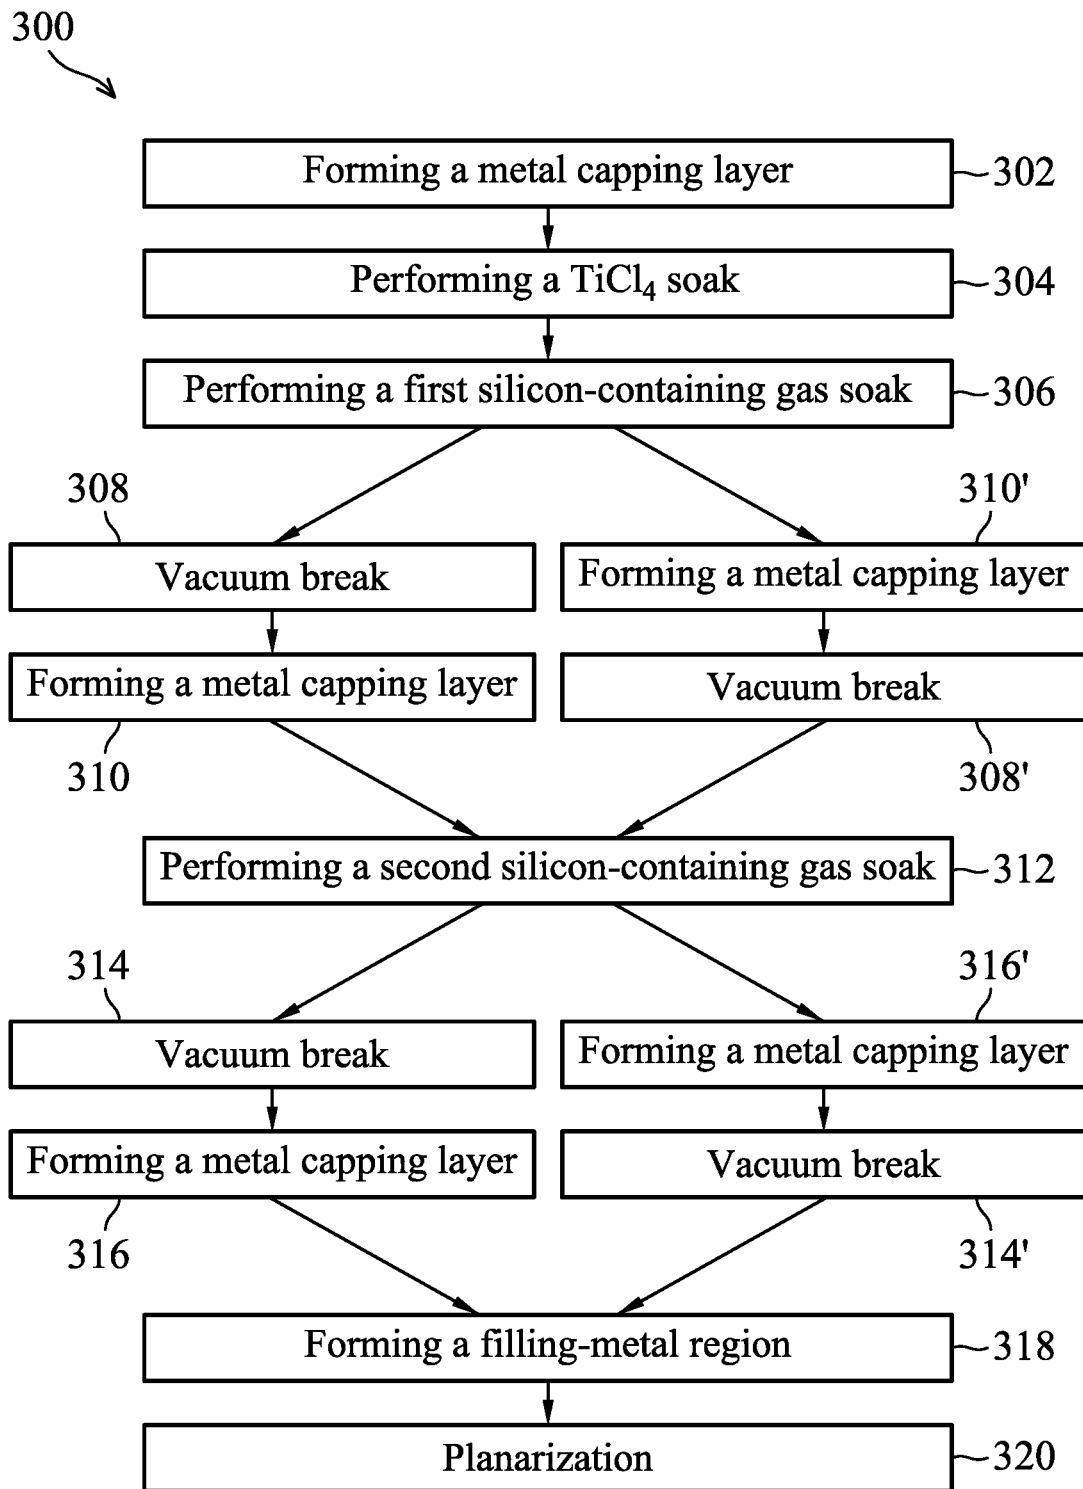 300
Forming a metal capping layer
302
Performing a TiCl₄ soak
304
Performing a first silicon-containing gas soak
306
308
310'
Vacuum break
Forming a metal capping layer
Forming a metal capping layer
Vacuum break
310
308'
Performing a second silicon-containing gas soak
312
314
316'
Vacuum break
Forming a metal capping layer
Forming a metal capping layer
Vacuum break
316
314'
Forming a filling-metal region
318
Planarization
320